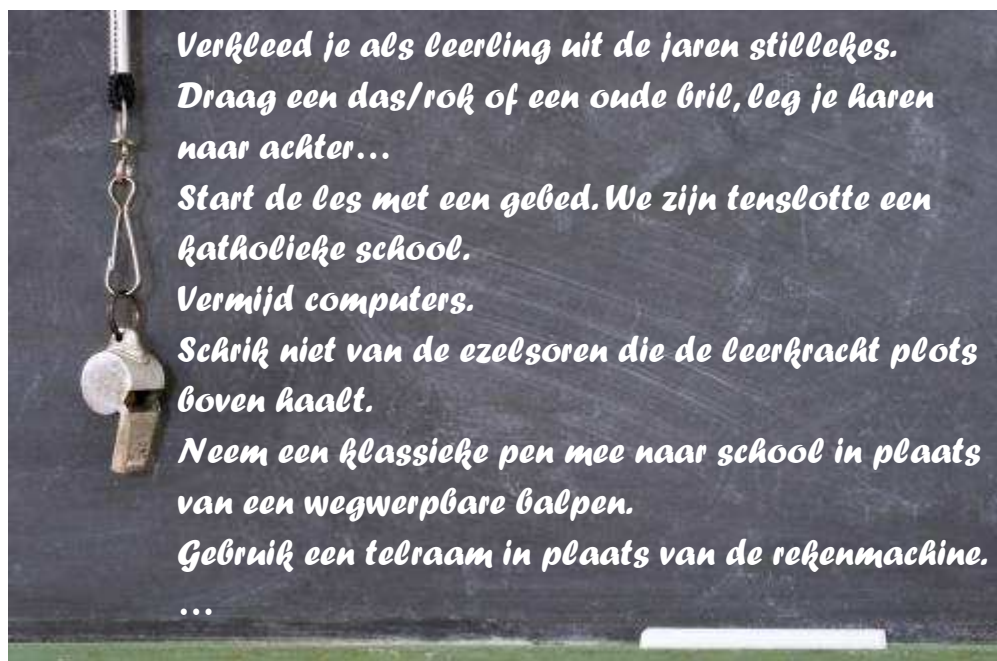 Verkleed je als leerling uit de jaren stillekes.
Draag een das/rok of een oude bril, leg je haren
naar achter...
Start de les met een gebed. We zijn tenslotte een
katholieke school.
Vermijd computers.
Schrik niet van de ezelsoren die de leerkracht plots
boven haalt.
Neem een klassieke pen mee naar school in plaats
van een wegwerpbare balpen.
Gebruik een telraam in plaats van de rekenmachine.
...